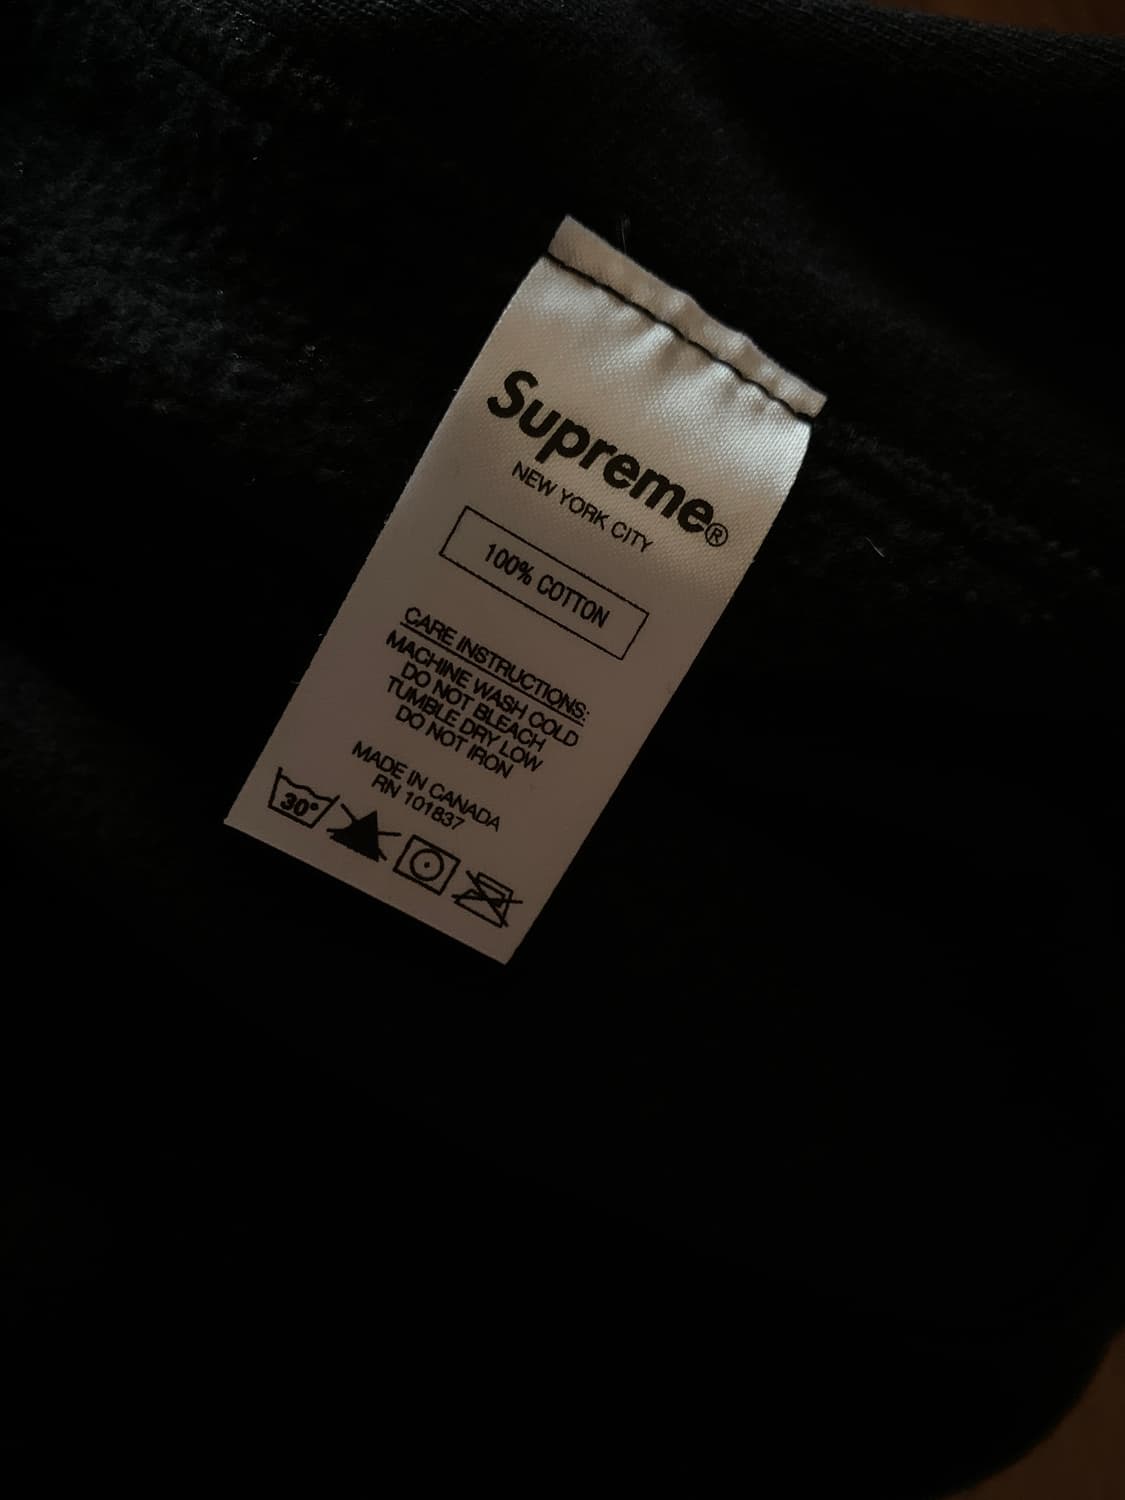 Supreme®
NEW YORK CITY
100% COTTON
CARE INSTRUCTIONS:
MACHINE WASH COLD
DO NOT BLEACH
TUMBLE DRY LOW
DO NOT IRON
MADE IN CANADA
RN 101837
30°